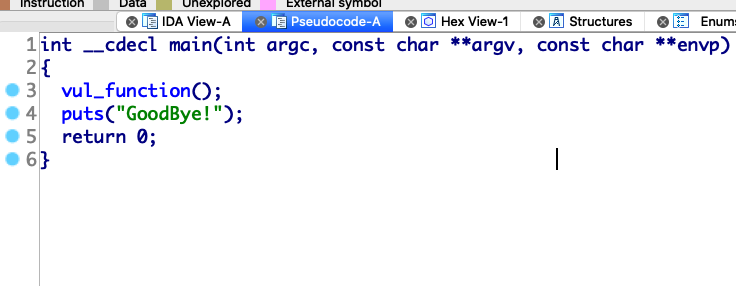 Instruction Data Unexplored External symbol
IDA View-A Pseudocode-A Hex View-1 Structures Enums
1 int __cdecl main(int argc, const char **argv, const char **envp)
2 {
3 vul_function();
4 puts("GoodBye!");
5 return 0;
6 }